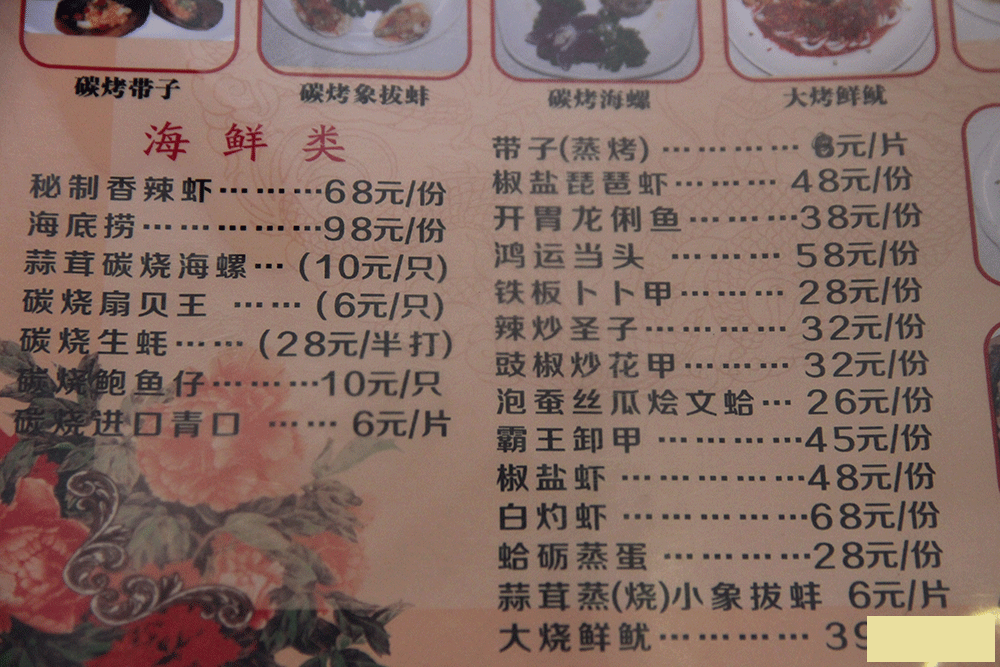 碳烤带子
碳烤象拔蚌
碳烤海螺
大烤鲜鱿
海鲜类
秘制香辣虾………68元/份
海底捞…………98元/份
蒜茸碳烧海螺…(10元/只)
碳烧扇贝王 ……(6元/只)
碳烧生蚝……(28元/半打)
碳烧鲍鱼仔………10元/只
碳烧进口青口 ……6元/片
带子(蒸烤) …………元/片
椒盐琵琶虾………48元/份
开胃龙俐鱼………38元/份
鸿运当头 ………58元/份
铁板卜卜甲………28元/份
辣炒圣子…………32元/份
豉椒炒花甲………32元/份
泡蚕丝瓜烩文蛤…26元/份
霸王卸甲…………45元/份
椒盐虾……………48元/份
白灼虾……………68元/份
蛤砺蒸蛋…………28元/份
蒜茸蒸(烧)小象拔蚌 6元/片
大烧鲜鱿…………3